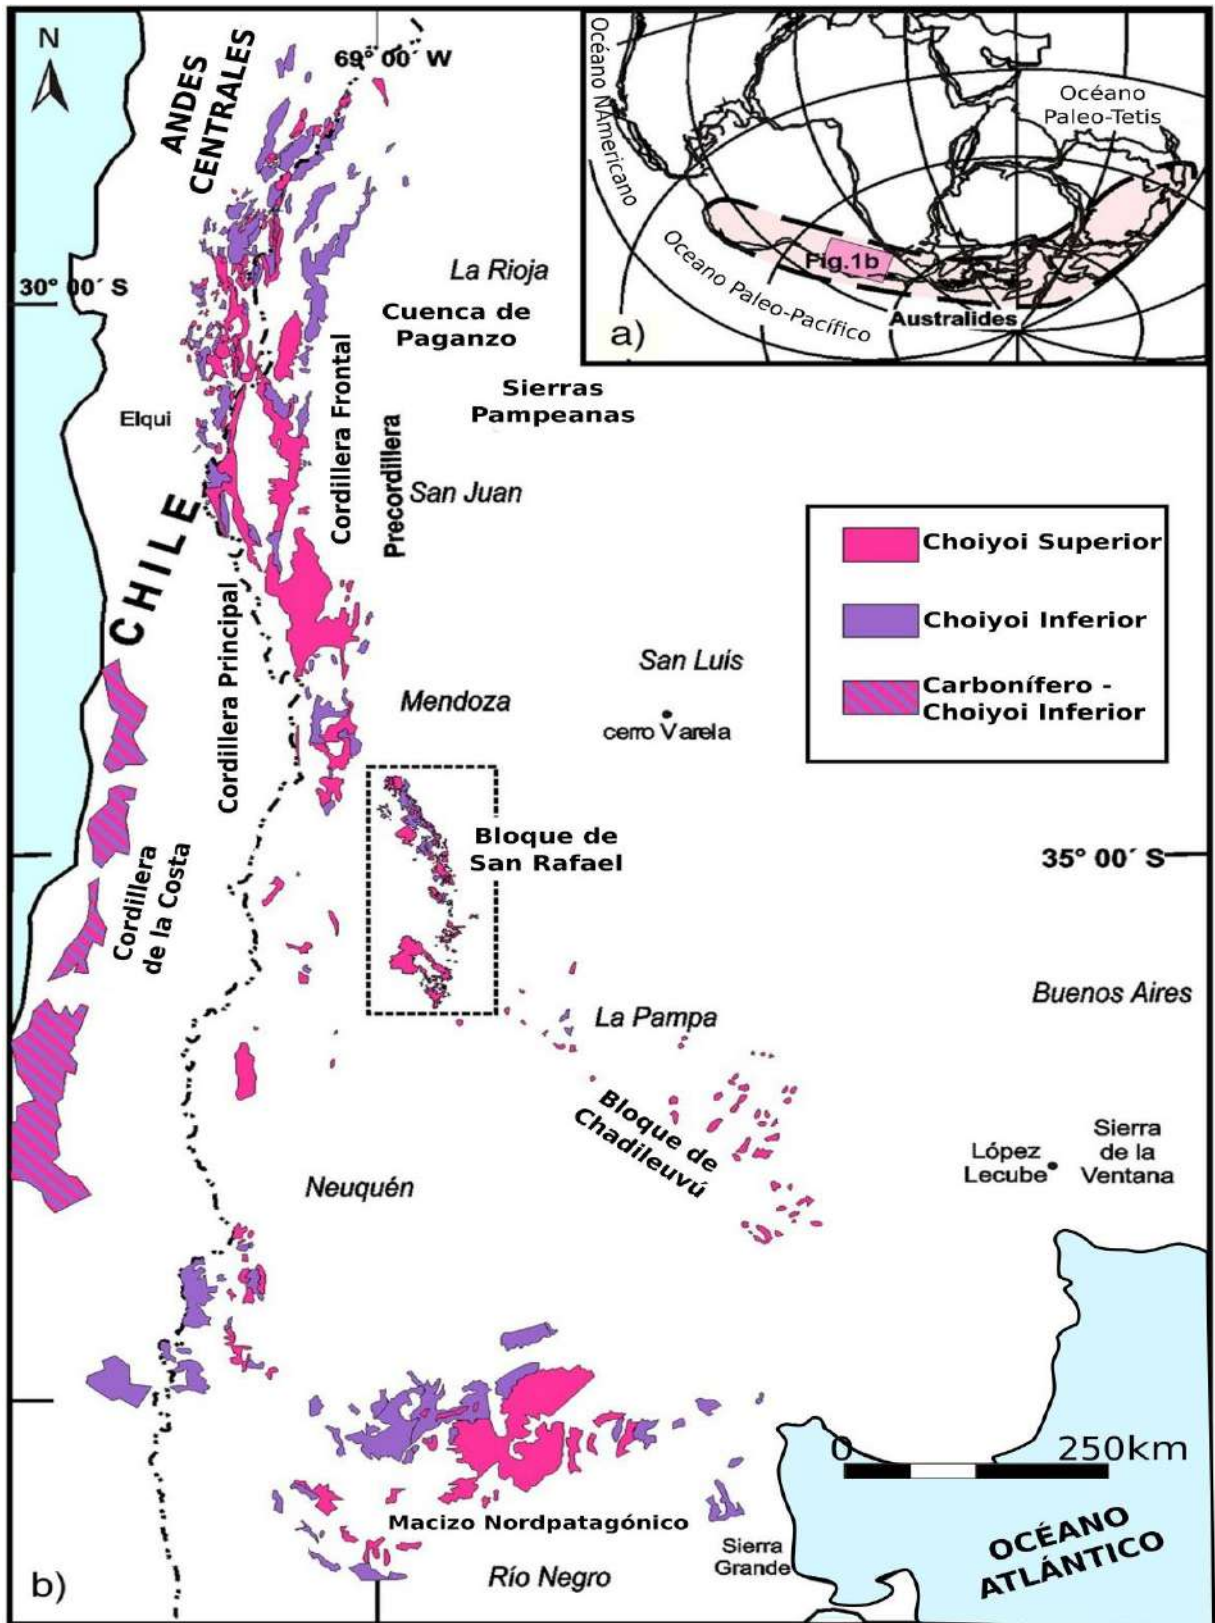 N
ANDES
CENTRALES
69° 00´ W
30° 00´ S
La Rioja
Cuenca de
Paganzo
Sierras
Pampeanas
Elqui
Cordillera Frontal
Precordillera
San Juan
CHILE
Cordillera Principal
San Luís
Mendoza
cerro Varela
Bloque de
San Rafael
35° 00´ S
Cordillera
de la Costa
Buenos Aires
La Pampa
Bloque de
Chadileuvú
Neuquén
López
Lecube
Sierra
de la
Ventana
0
250km
Macizo Nordpatagónico
Sierra
Grande
Río Negro
OCÉANO
ATLÁNTICO
b)
Océano NAmericano
Océano
Paleo-Tetis
Oceano Paleo-Pacífico
Fig.1b
Australides
a)
Choiyoi Superior
Choiyoi Inferior
Carbonífero -
Choiyoi Inferior